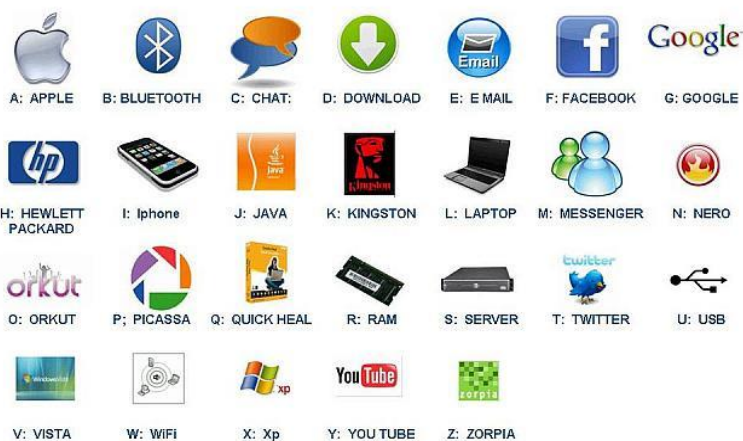 Email
f
Google
A: APPLE
B: BLUETOOTH
C: CHAT:
D: DOWNLOAD
E: E MAIL
F: FACEBOOK
G: GOOGLE
hp
Java
Kingston
H: HEWLETT
PACKARD
I: Iphone
J: JAVA
K: KINGSTON
L: LAPTOP
M: MESSENGER
N: NERO
orkut
twitter
O: ORKUT
P; PICASSA
Q: QUICK HEAL
R: RAM
S: SERVER
T: TWITTER
U: USB
xp
You Tube
zorpia
V: VISTA
W: WiFi
X: Xp
Y: YOU TUBE
Z: ZORPIA